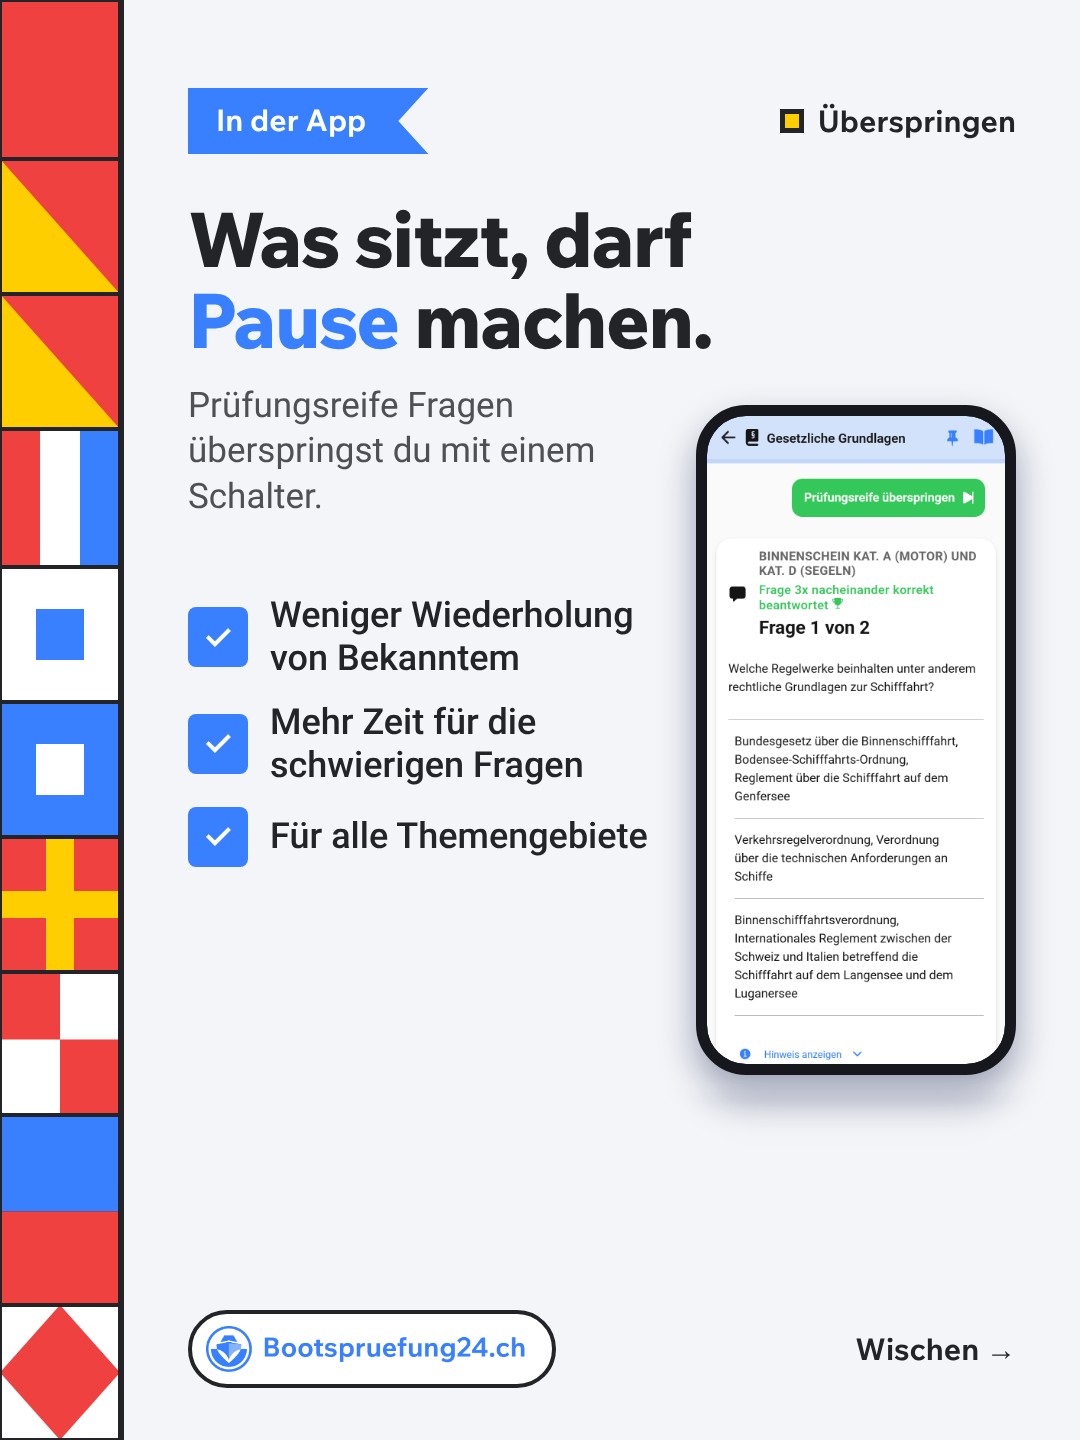 In der App
Überspringen
Was sitzt, darf
Pause machen.
Prüfungsreife Fragen
überspringst du mit einem
Schalter.
Weniger Wiederholung
von Bekanntem
Mehr Zeit für die
schwierigen Fragen
Für alle Themengebiete
Gesetzliche Grundlagen
Prüfungsreife überspringen
BINNENSCHEIN KAT. A (MOTOR) UND
KAT. D (SEGELN)
Frage 3x nacheinander korrekt
beantwortet
Frage 1 von 2
Welche Regelwerke beinhalten unter anderem
rechtliche Grundlagen zur Schifffahrt?
Bundesgesetz über die Binnenschifffahrt,
Bodensee-Schifffahrts-Ordnung,
Reglement über die Schifffahrt auf dem
Genfersee
Verkehrsregelverordnung, Verordnung
über die technischen Anforderungen an
Schiffe
Binnenschifffahrtsverordnung,
Internationales Reglement zwischen der
Schweiz und Italien betreffend die
Schifffahrt auf dem Langensee und dem
Luganersee
Hinweis anzeigen
Bootspruefung24.ch
Wischen →